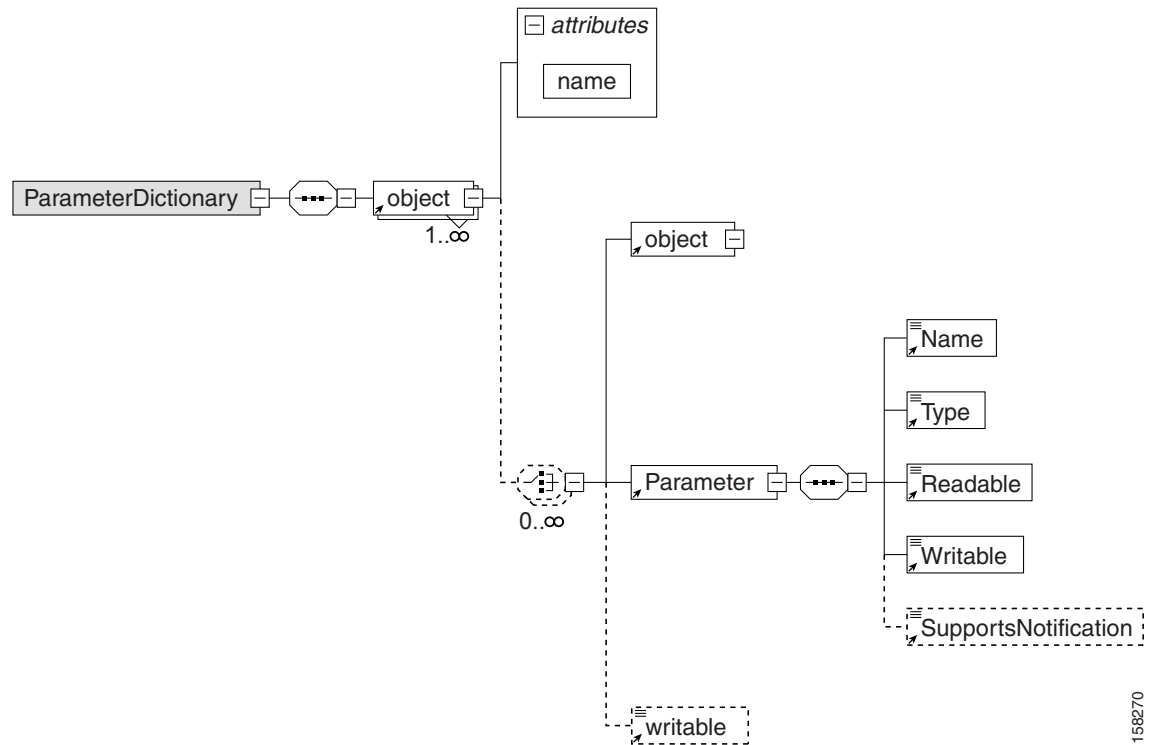 attributes
name
ParameterDictionary
object
1..∞
object
Name
Type
Readable
Parameter
Writable
0..∞
SupportsNotification
writable
158270